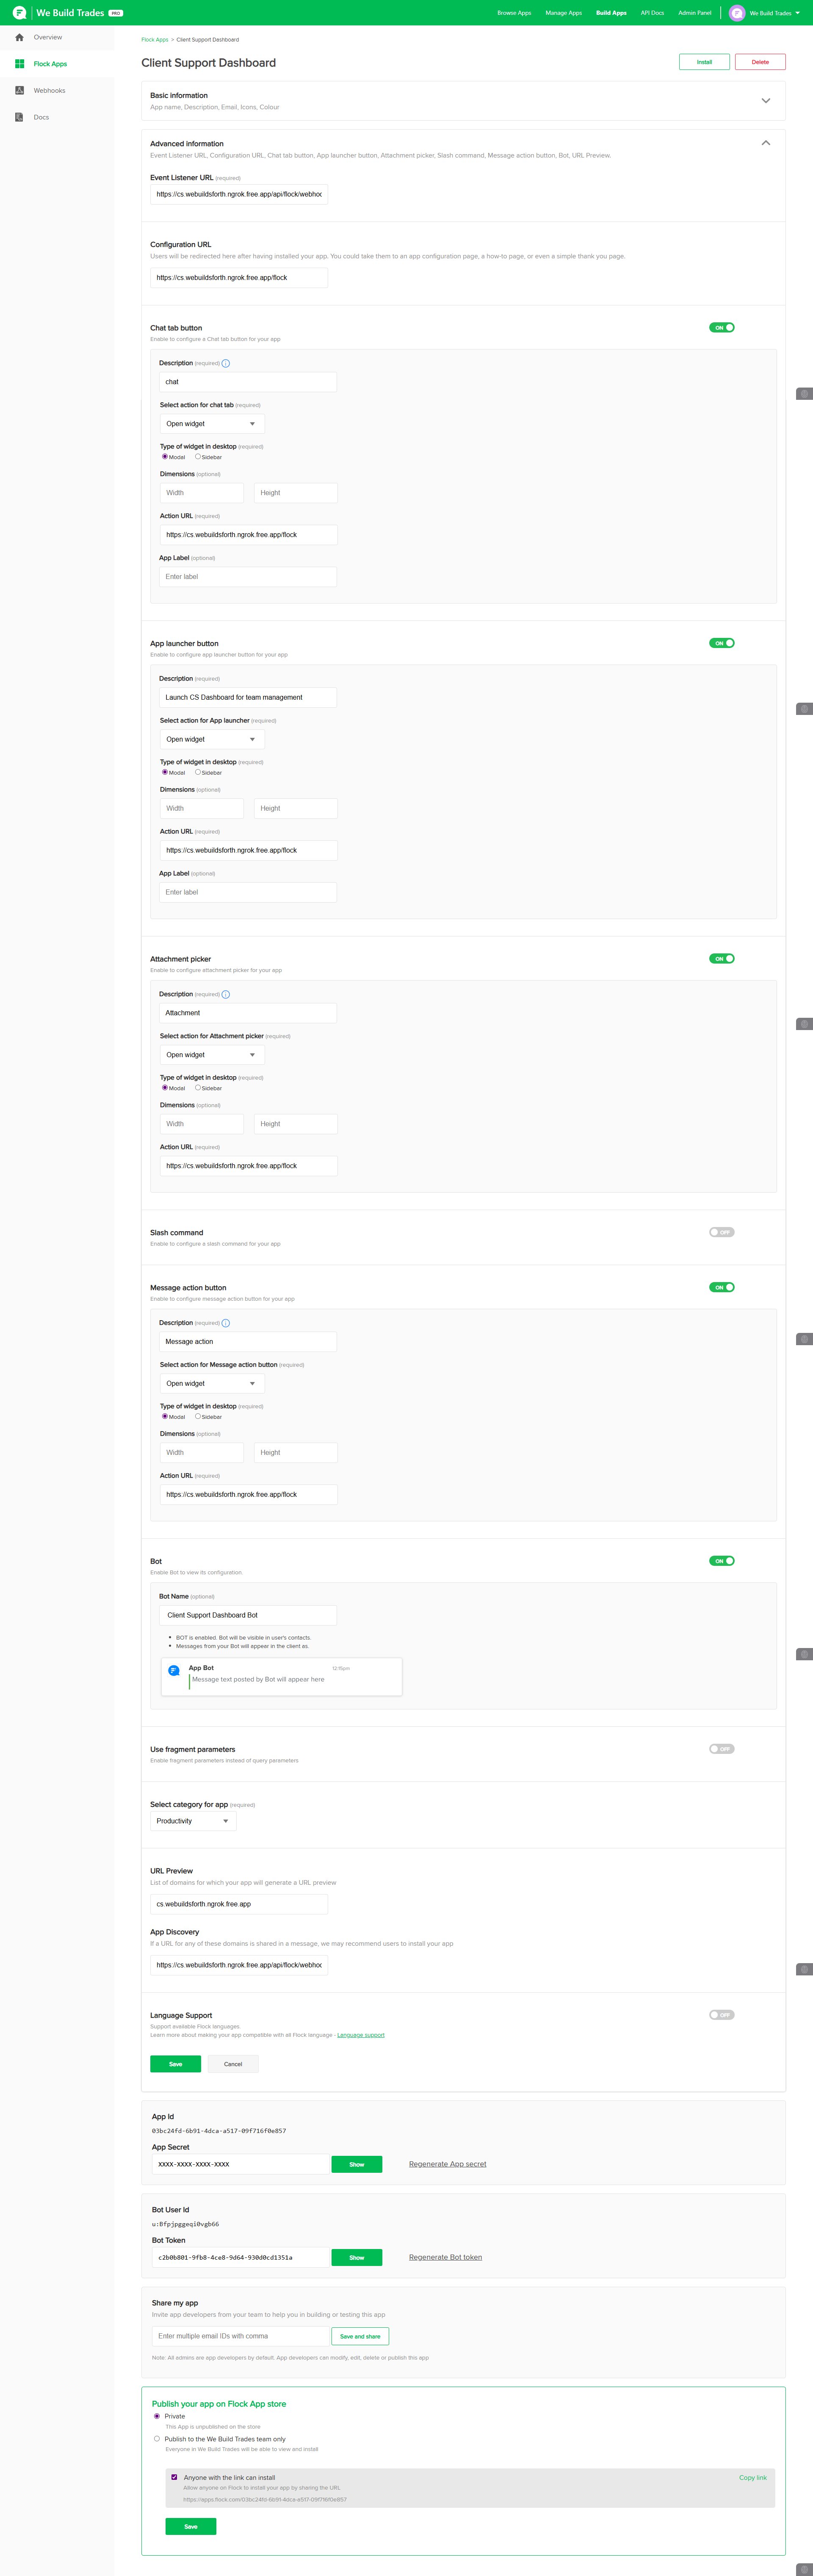 We Build Trades PRO
Browse Apps Manage Apps Build Apps API Docs Admin Panel We Build Trades
Overview
Flock Apps
Webhooks
Docs
Flock Apps > Client Support Dashboard
Client Support Dashboard
Install Delete
Basic information
App name, Description, Email, Icons, Colour
Advanced information
Event Listener URL, Configuration URL, Chat tab button, App launcher button, Attachment picker, Slash command, Message action button, Bot, URL Preview.
Event Listener URL (required)
https://cs.webuildsforth.ngrok.free.app/api/flock/webhoo
Configuration URL
Users will be redirected here after having installed your app. You could take them to an app configuration page, a how-to page, or even a simple thank you page.
https://cs.webuildsforth.ngrok.free.app/flock
Chat tab button
ON
Enable to configure a Chat tab button for your app
Description (required)
chat
Select action for chat tab (required)
Open widget
Type of widget in desktop (required)
Model Sidebar
Dimensions (optional)
Width Height
Action URL (required)
https://cs.webuildsforth.ngrok.free.app/flock
App Label (optional)
Enter label
App launcher button
ON
Enable to configure app launcher button for your app
Description (required)
Launch CS Dashboard for team management
Select action for App launcher (required)
Open widget
Type of widget in desktop (required)
Model Sidebar
Dimensions (optional)
Width Height
Action URL (required)
https://cs.webuildsforth.ngrok.free.app/flock
App Label (optional)
Enter label
Attachment picker
ON
Enable to configure attachment picker for your app
Description (required)
Attachment
Select action for Attachment picker (required)
Open widget
Type of widget in desktop (required)
Model Sidebar
Dimensions (optional)
Width Height
Action URL (required)
https://cs.webuildsforth.ngrok.free.app/flock
Slash command
OFF
Enable to configure a slash command for your app
Message action button
ON
Enable to configure message action button for your app
Description (required)
Message action
Select action for Message action button (required)
Open widget
Type of widget in desktop (required)
Model Sidebar
Dimensions (optional)
Width Height
Action URL (required)
https://cs.webuildsforth.ngrok.free.app/flock
Bot
ON
Enable Bot to view its configuration
Bot Name (optional)
Client Support Dashboard Bot
BOT is enabled. Bot will be visible in user's contacts.
Messages from your Bot will appear in the client as.
App Bot 12:15pm
Message text posted by Bot will appear here
Use fragment parameters
OFF
Enable fragment parameters instead of query parameters
Select category for app (required)
Productivity
URL Preview
List of domains for which your app will generate a URL preview
cs.webuildsforth.ngrok.free.app
App Discovery
If a URL for any of these domains is shared in a message, we may recommend users to install your app
https://cs.webuildsforth.ngrok.free.app/api/flock/webhoo
Language Support
OFF
Support available Flock languages.
Learn more about making your app compatible with all Flock language - Language support
Save Cancel
App Id
03bc24fd-6b91-4dca-a517-09f716f0e857
App Secret
XXXX-XXXX-XXXX-XXXX Show Regenerate App secret
Bot User Id
u:Bfpjpggeqi0vgb66
Bot Token
c2b0b801-9fb8-4ce8-9d64-930d0cd1351a Show Regenerate Bot token
Share my app
Invite app developers from your team to help you in building or testing this app
Enter multiple email IDs with comma Save and share
Note: All admins are app developers by default. App developers can modify, edit, delete or publish this app
Publish your app on Flock App store
Private
This App is unpublished on the store
Publish to the We Build Trades team only
Everyone in We Build Trades will be able to view and install
Anyone with the link can install Copy link
Allow anyone on Flock to install your app by sharing the URL
https://apps.flock.com/03bc24fd-6b91-4dca-a517-09f716f0e857
Save